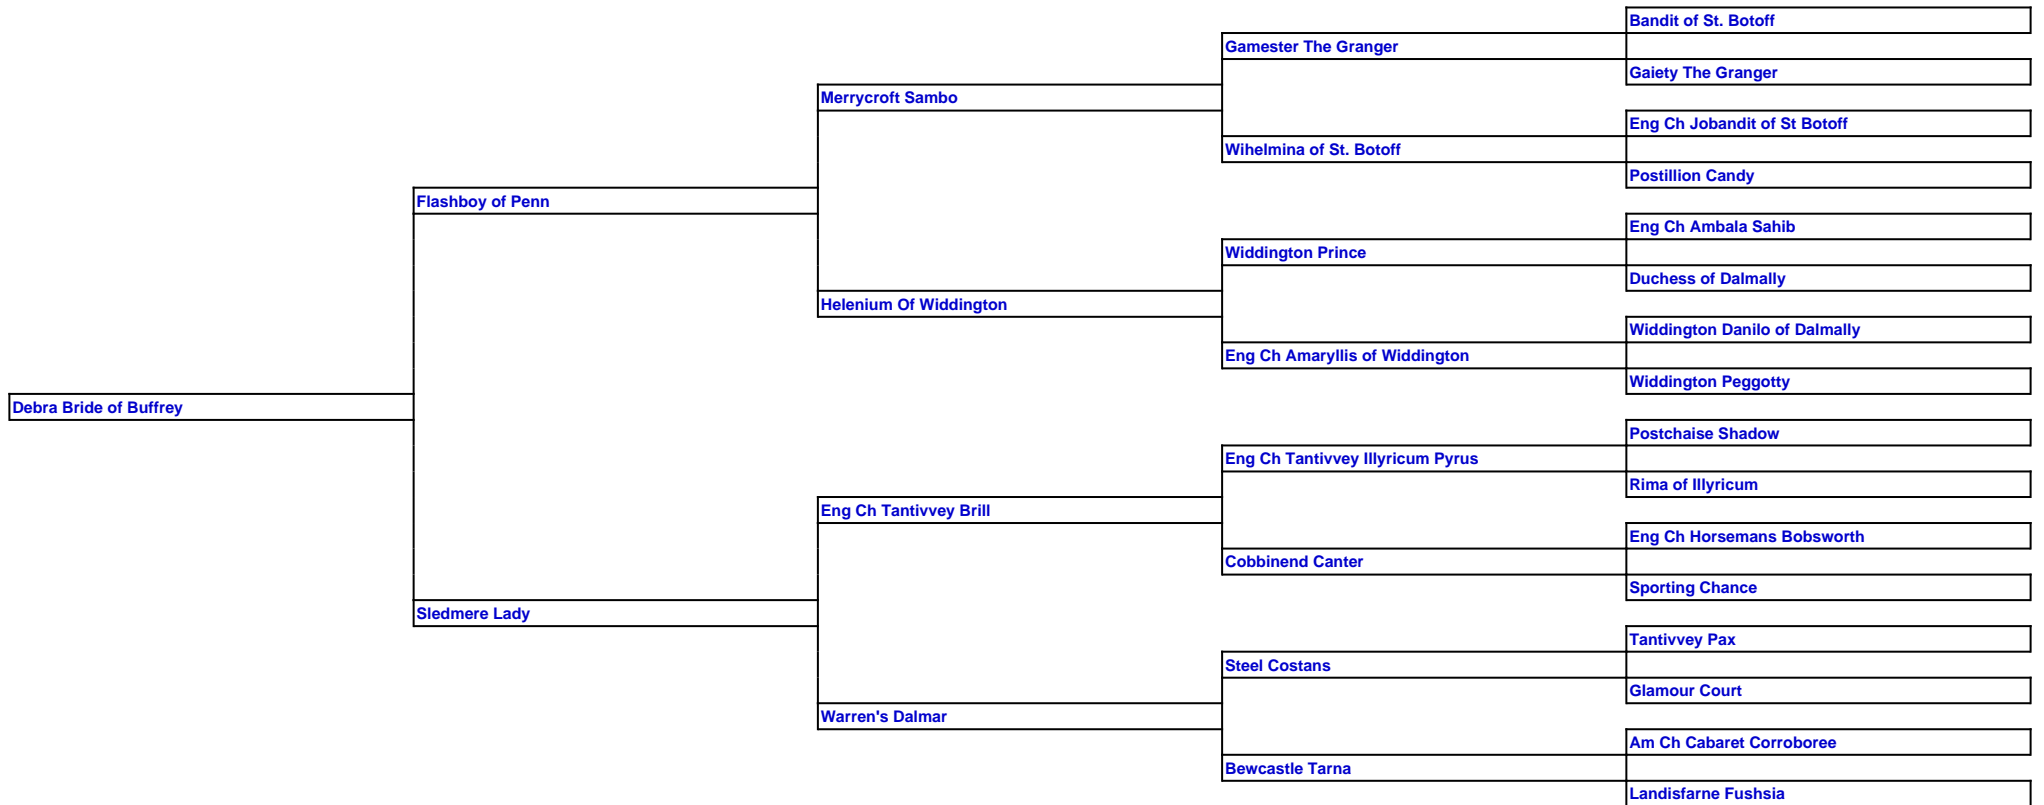 Bandit of St. Botoff
Gamester The Granger
Gaiety The Granger
Merrycroft Sambo
Eng Ch Jobandit of St Botoff
Wihelmina of St. Botoff
Postillion Candy
Flashboy of Penn
Eng Ch Ambala Sahib
Widdington Prince
Duchess of Dalmally
Helenium Of Widdington
Widdington Danilo of Dalmally
Eng Ch Amaryllis of Widdington
Widdington Peggotty
Debra Bride of Buffrey
Postchaise Shadow
Eng Ch Tantivvey Illyricum Pyrus
Rima of Illyricum
Eng Ch Tantivvey Brill
Eng Ch Horsemans Bobsworth
Cobbinend Canter
Sporting Chance
Sledmere Lady
Tantivvey Pax
Steel Costans
Glamour Court
Warren's Dalmar
Am Ch Cabaret Corroboree
Bewcastle Tarna
Landisfarne Fushsia